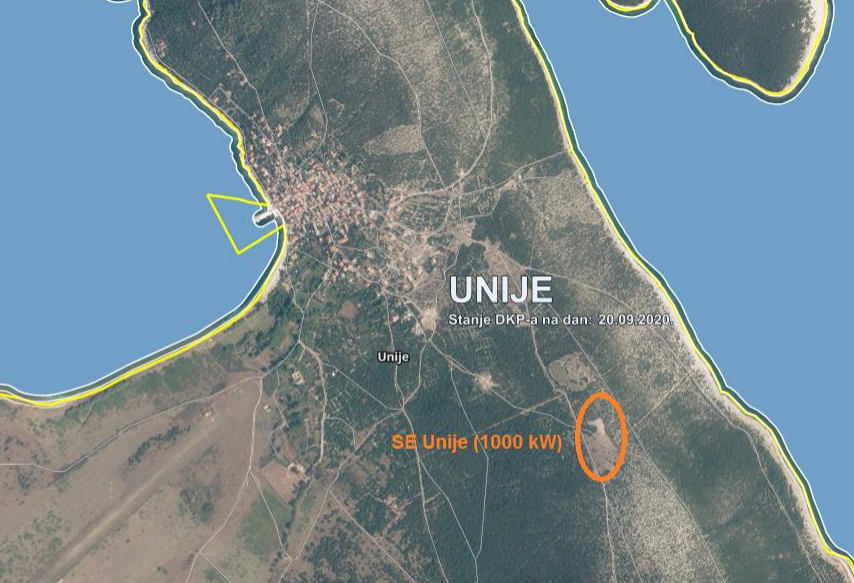 UNIJE
Stanje DKP-a na dan: 20.09.2020.
Unije
SE Unije (1000 kW)